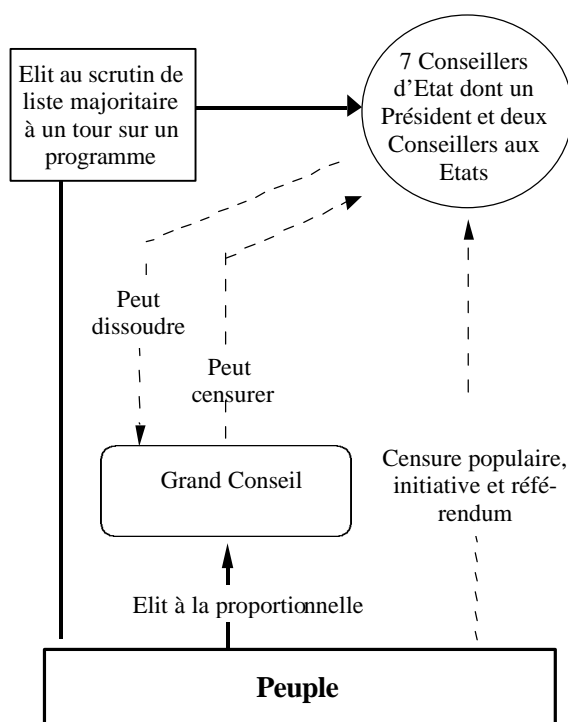 Elit au scrutin de
liste majoritaire
à un tour sur un
programme
7 Conseillers
d’Etat dont un
Président et deux
Conseillers aux
Etats
Peut
dissoudre
Peut
censurer
Grand Conseil
Censure populaire,
initiative et réfé-
rendum
Elit à la proportionnelle
Peuple